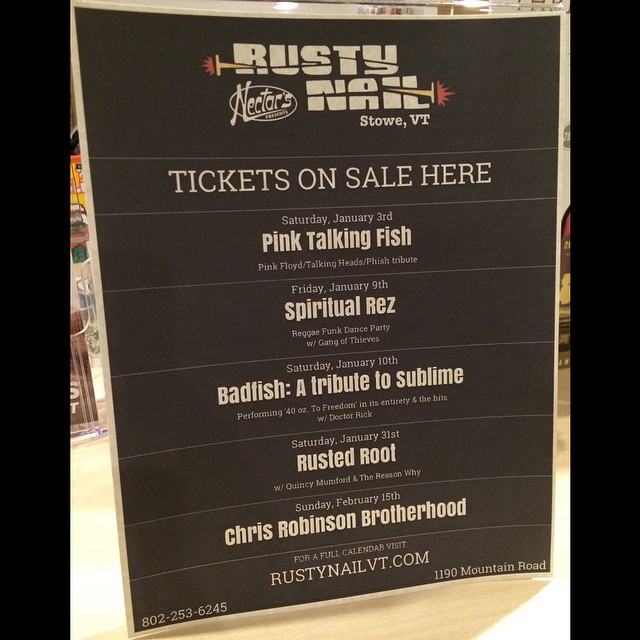 RUSTY
NAIL
Nectar's
PRESENTS
Stowe, VT
TICKETS ON SALE HERE
Saturday, January 3rd
Pink Talking Fish
Pink Floyd/Talking Heads/Phish tribute
Friday, January 9th
Spiritual Rez
Reggae Funk Dance Party
w/ Gang of Thieves
Saturday, January 10th
Badfish: A tribute to Sublime
Performing '40 oz. To Freedom' in its entirety & the hits
w/ Doctor Rick
Saturday, January 31st
Rusted Root
w/ Quincy Mumford & The Reason Why
Sunday, February 15th
Chris Robinson Brotherhood
FOR A FULL CALENDAR VISIT:
RUSTYNAILVT.COM
802-253-6245
1190 Mountain Road